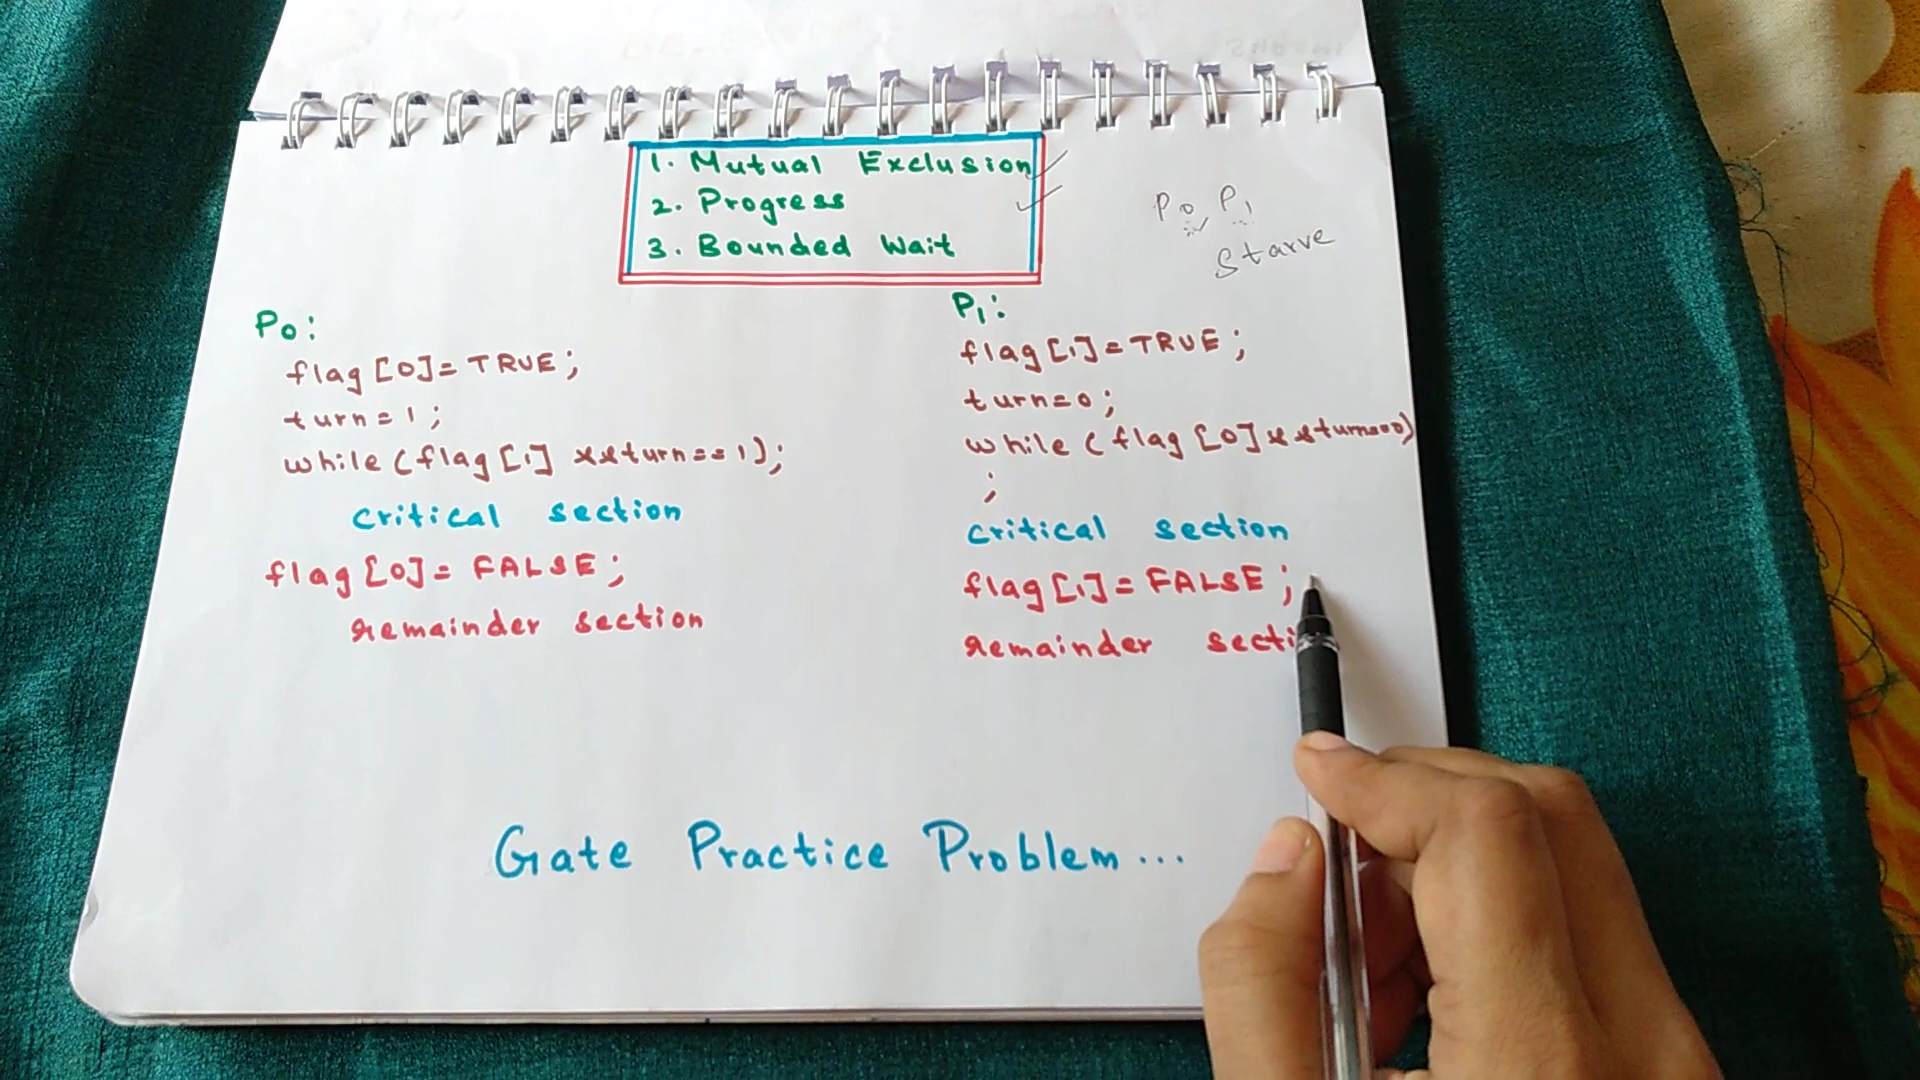 1. Mutual Exclusion
2. Progress
3. Bounded Wait
P0, P1
Starve
P0:
flag[0]=TRUE;
turn=1;
while(flag[1] &&turn==1);
critical section
flag[0]=FALSE;
remainder section
P1:
flag[1]=TRUE;
turn=0;
while(flag[0]&&turn==0)
;
critical section
flag[1]=FALSE;
remainder secti
Gate Practice Problem...